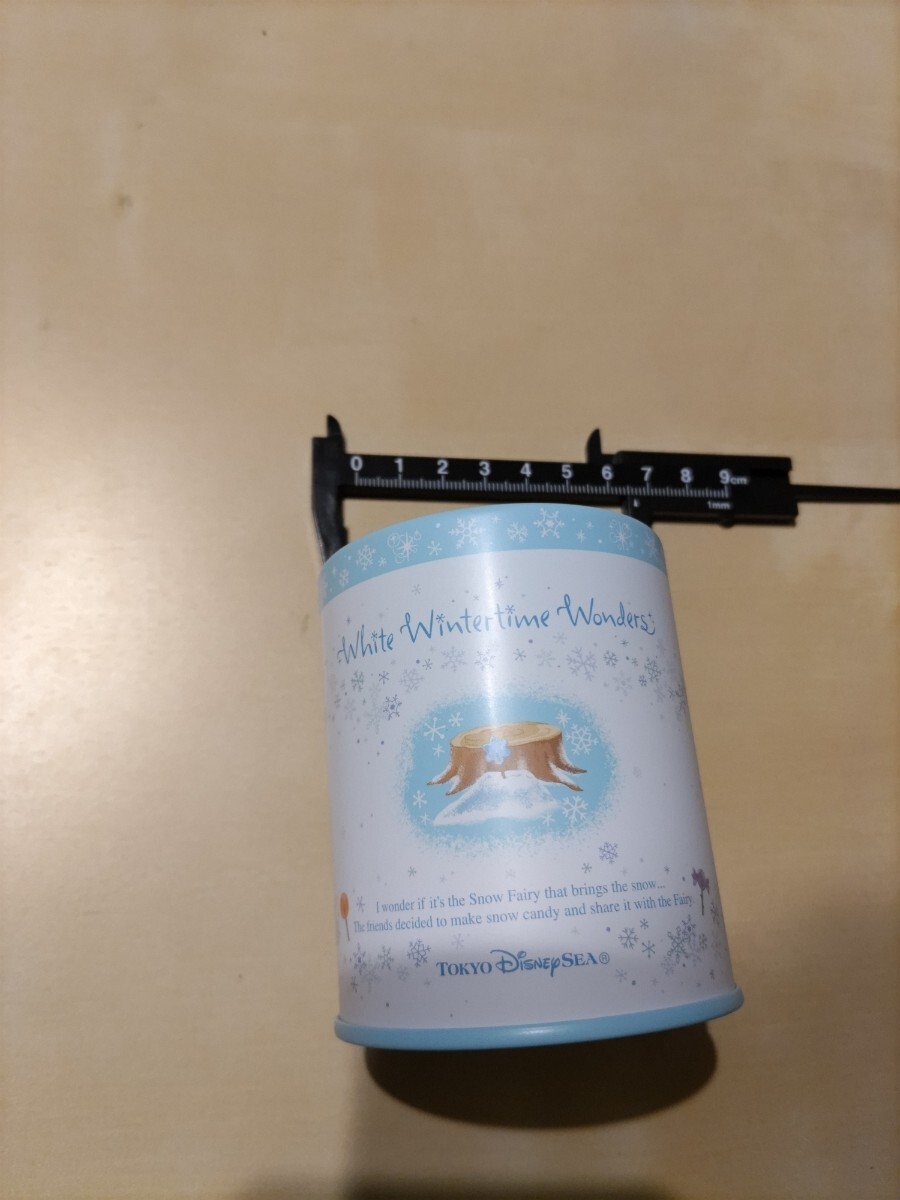 0 1 2 3 4 5 6 7 8 9cm
1mm
White Wintertime Wonders
I wonder if it's the Snow Fairy that brings the snow...
The friends decided to make snow candy and share it with the Fairy
TOKYO DISNEYSEA®